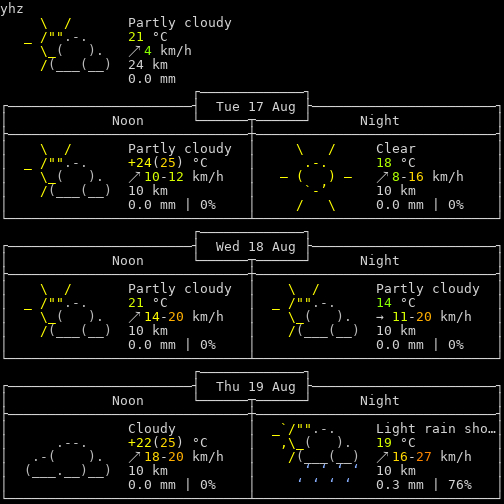 yhz
Partly cloudy
21 °C
↗ 4 km/h
24 km
0.0 mm
Tue 17 Aug
Noon Night
Partly cloudy Clear
+24(25) °C 18 °C
↗ 10-12 km/h ↗ 8-16 km/h
10 km 10 km
0.0 mm | 0% 0.0 mm | 0%
Wed 18 Aug
Noon Night
Partly cloudy Partly cloudy
21 °C 14 °C
↗ 14-20 km/h → 11-20 km/h
10 km 10 km
0.0 mm | 0% 0.0 mm | 0%
Thu 19 Aug
Noon Night
Cloudy Light rain sho…
+22(25) °C 19 °C
↗ 18-20 km/h ↗ 16-27 km/h
10 km 10 km
0.0 mm | 0% 0.3 mm | 76%